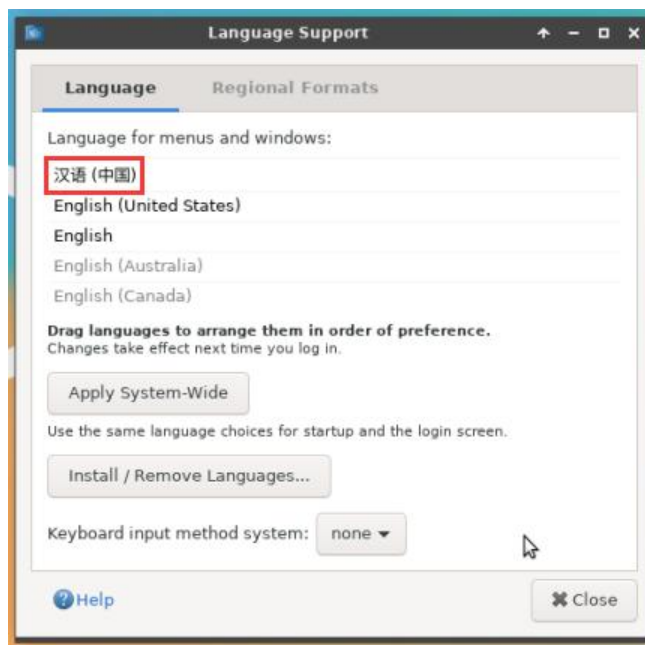 Language Support
Language Regional Formats
Language for menus and windows:
汉语 (中国)
English (United States)
English
English (Australia)
English (Canada)
Drag languages to arrange them in order of preference.
Changes take effect next time you log in.
Apply System-Wide
Use the same language choices for startup and the login screen.
Install / Remove Languages...
Keyboard input method system: none
Help Close